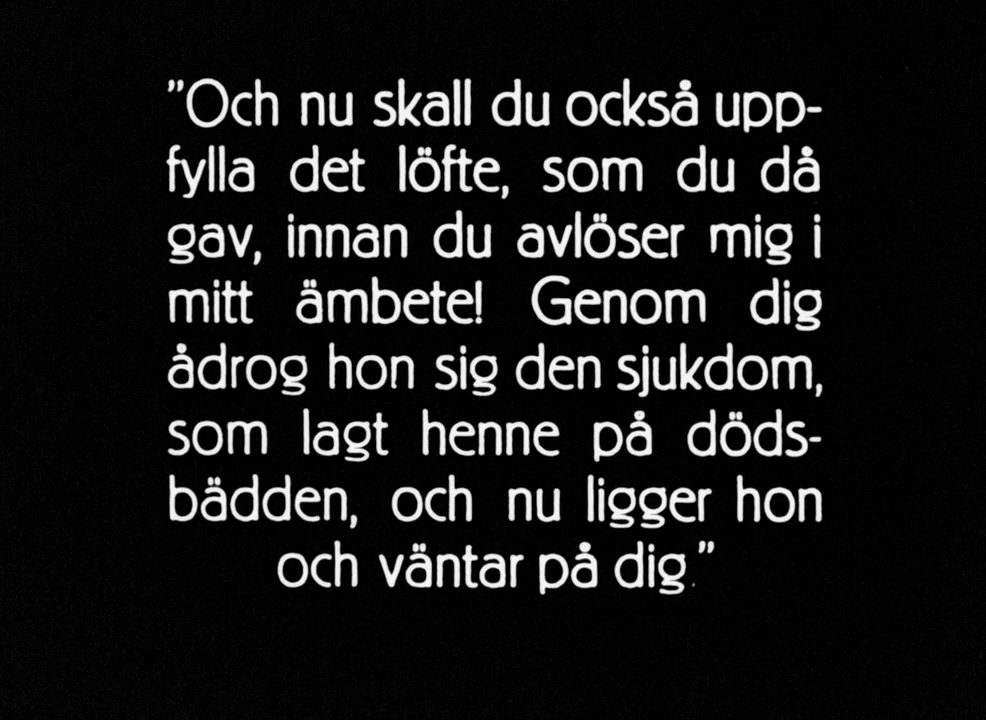 ”Och nu skall du också upp-
fylla det löfte, som du då
gav, innan du avlöser mig i
mitt ämbete! Genom dig
ådrog hon sig den sjukdom,
som lagt henne på döds-
bädden, och nu ligger hon
och väntar på dig.”